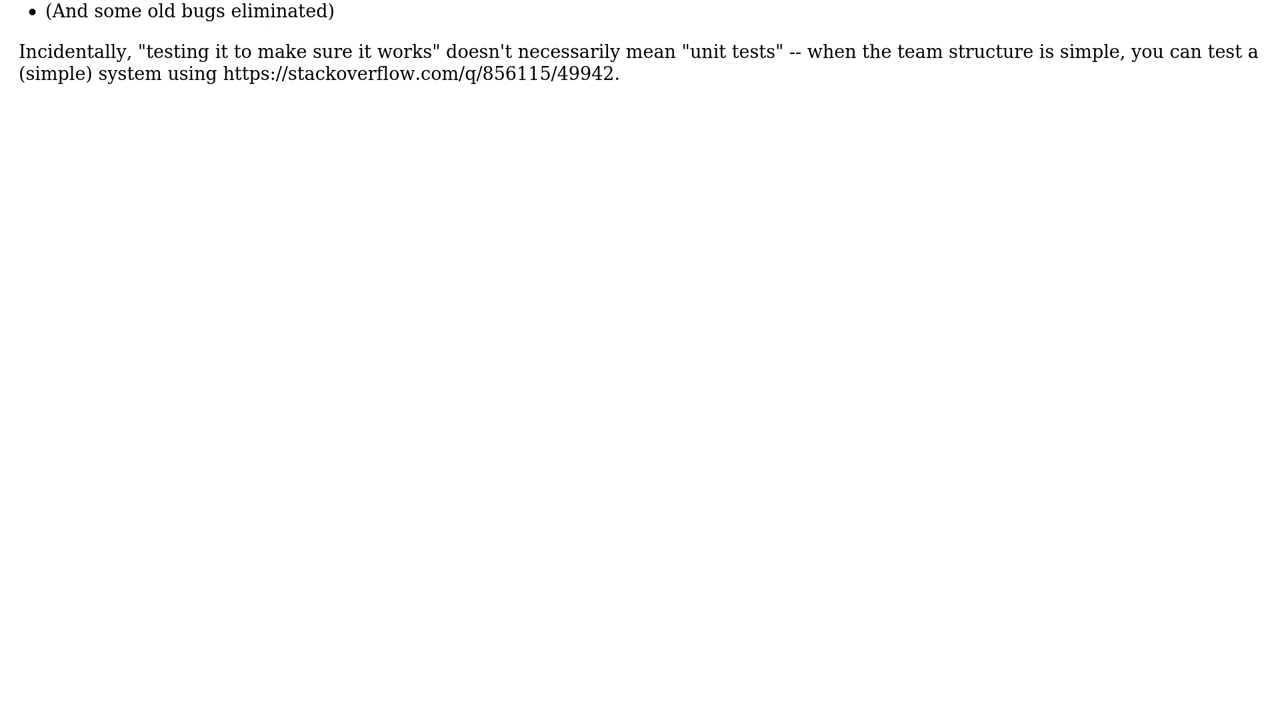 (And some old bugs eliminated)
Incidentally, "testing it to make sure it works" doesn't necessarily mean "unit tests" -- when the team structure is simple, you can test a
(simple) system using https://stackoverflow.com/q/856115/49942.